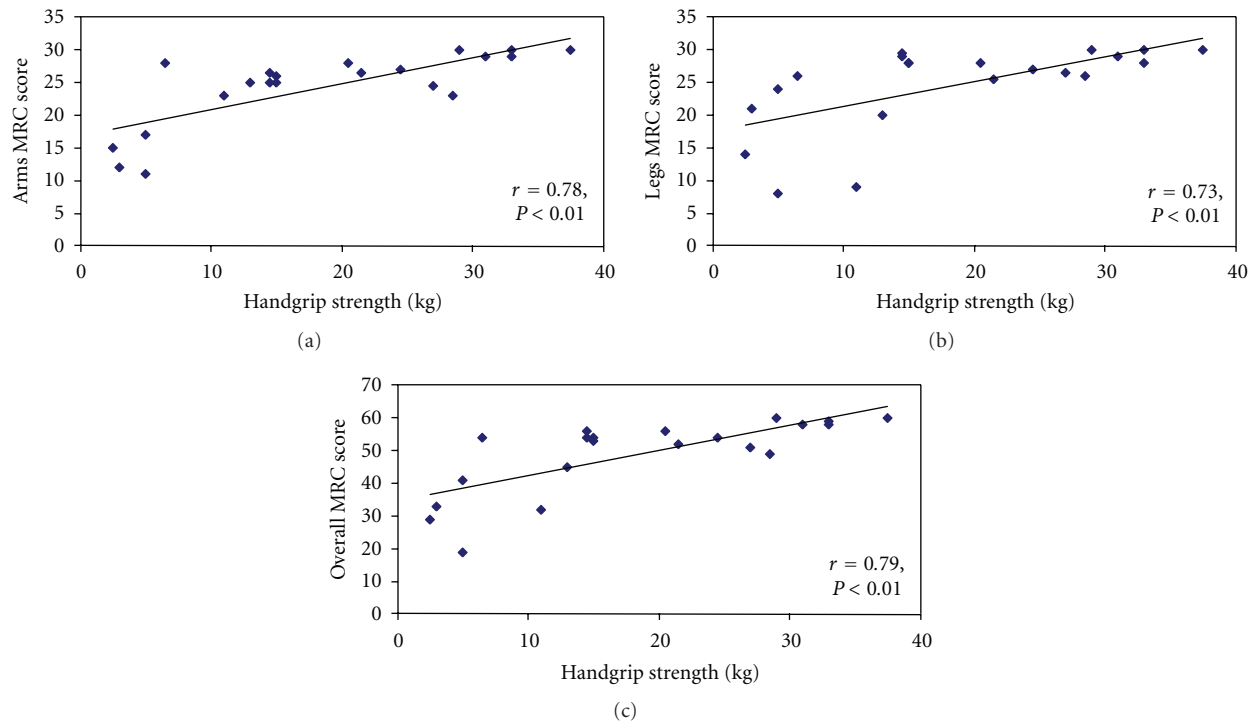 35
30
25
20
15
10
5
0
Arms MRC score
r = 0.78,
P < 0.01
0 10 20 30 40
Handgrip strength (kg)
(a)
35
30
25
20
15
10
5
0
Legs MRC score
r = 0.73,
P < 0.01
0 10 20 30 40
Handgrip strength (kg)
(b)
70
60
50
40
30
20
10
0
Overall MRC score
r = 0.79,
P < 0.01
0 10 20 30 40
Handgrip strength (kg)
(c)